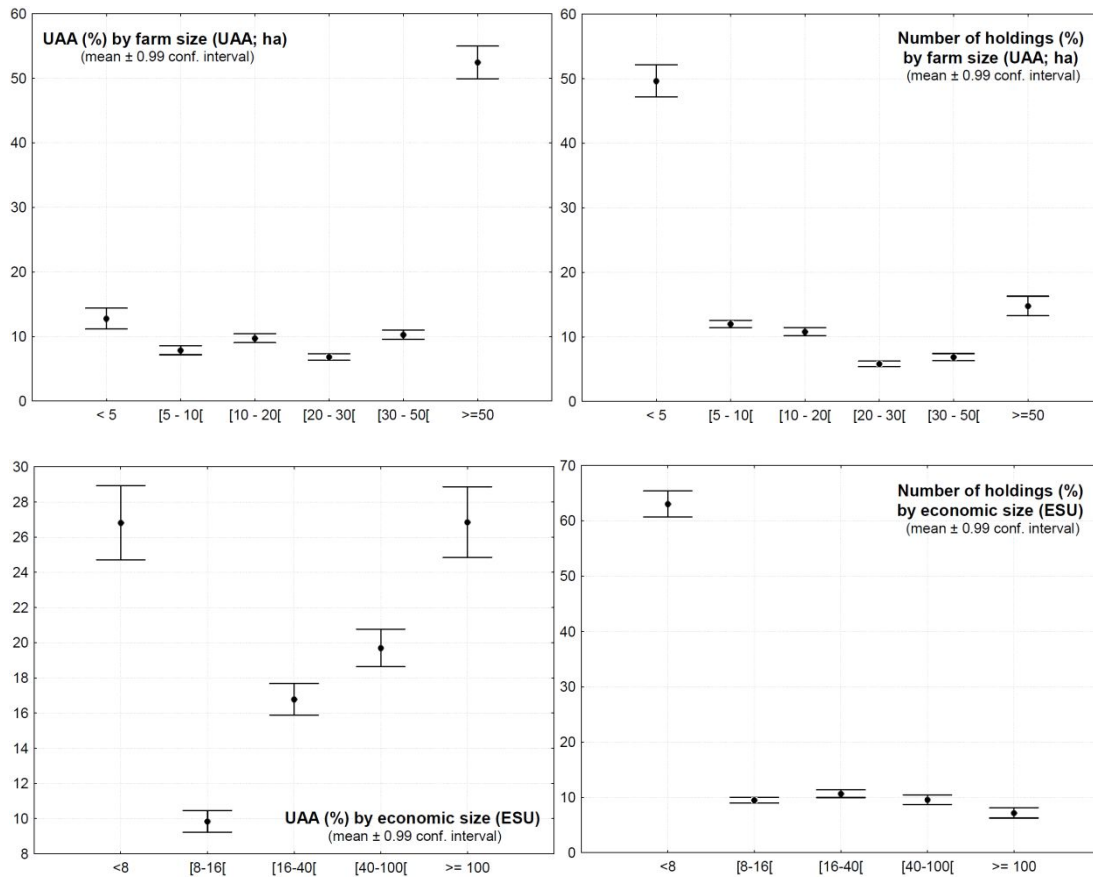 UAA (%) by farm size (UAA; ha)
(mean ± 0.99 conf. interval)
60
50
40
30
20
10
0
< 5
[5 - 10[
[10 - 20[
[20 - 30[
[30 - 50[
>=50
Number of holdings (%)
by farm size (UAA; ha)
(mean ± 0.99 conf. interval)
60
50
40
30
20
10
0
< 5
[5 - 10[
[10 - 20[
[20 - 30[
[30 - 50[
>=50
30
28
26
24
22
20
18
16
14
12
10
8
UAA (%) by economic size (ESU)
(mean ± 0.99 conf. interval)
<8
[8-16[
[16-40[
[40-100[
>= 100
Number of holdings (%)
by economic size (ESU)
(mean ± 0.99 conf. interval)
70
60
50
40
30
20
10
0
<8
[8-16[
[16-40[
[40-100[
>= 100